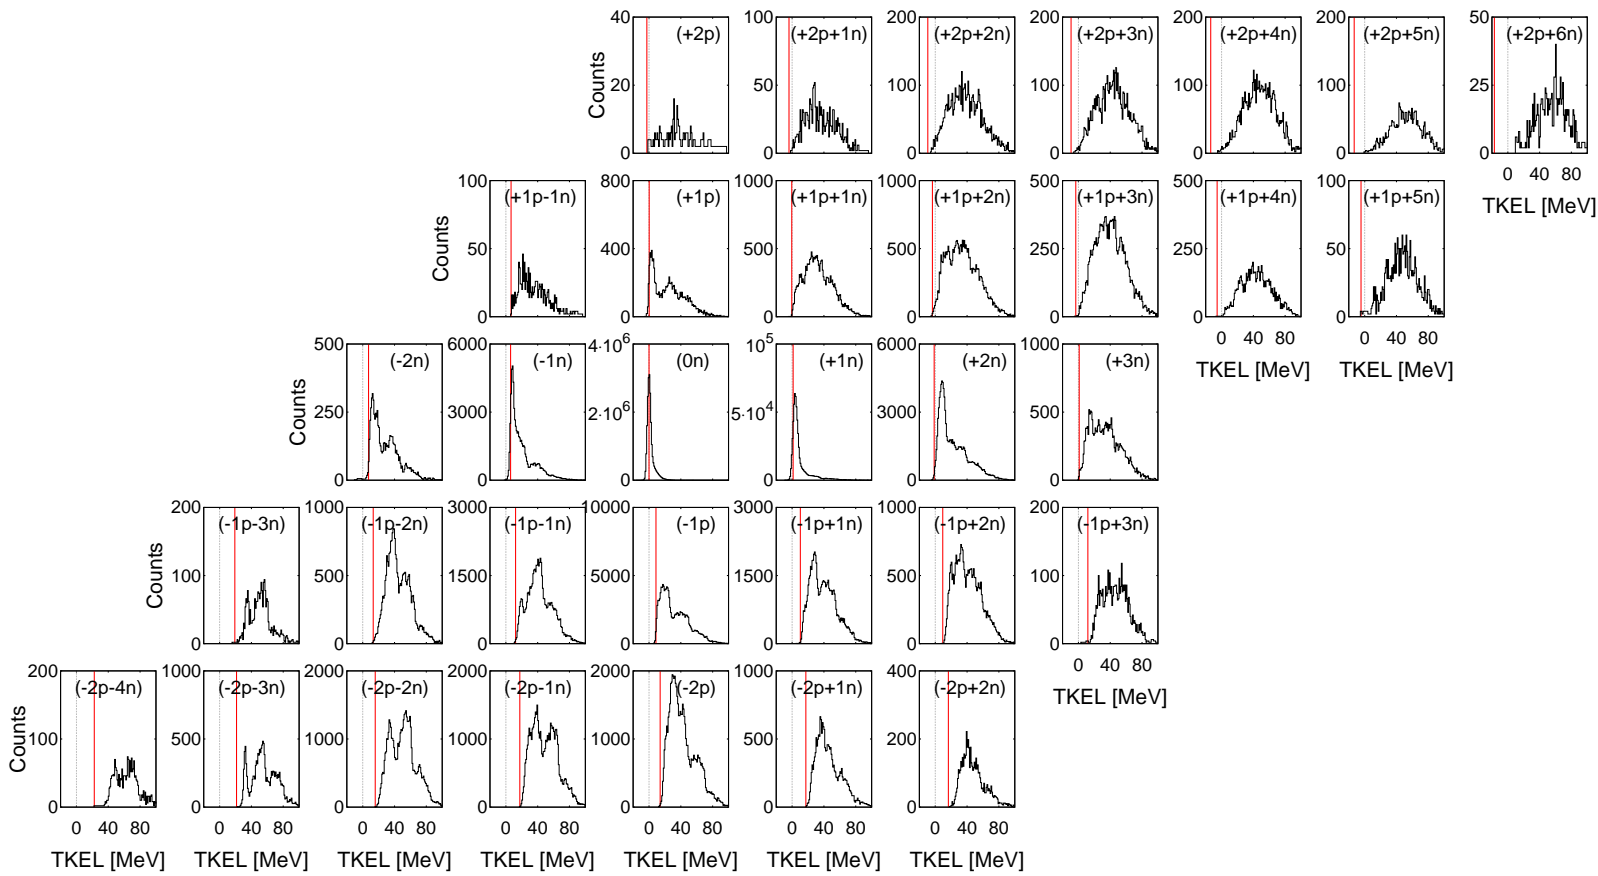 40 20 0 Counts (+2p)
100 50 0 (+2p+1n)
200 100 0 (+2p+2n)
200 100 0 (+2p+3n)
200 100 0 (+2p+4n)
200 100 0 (+2p+5n)
50 25 0 (+2p+6n)
0 40 80
TKEL [MeV]
100 50 0 Counts (+1p-1n)
800 400 0 (+1p)
1000 500 0 (+1p+1n)
1000 500 0 (+1p+2n)
500 250 0 (+1p+3n)
500 250 0 (+1p+4n)
0 40 80
TKEL [MeV]
100 50 0 (+1p+5n)
0 40 80
TKEL [MeV]
500 250 0 Counts (-2n)
6000 3000 0 (-1n)
4·10⁶ 2·10⁶ 0 (0n)
10⁵ 5·10⁴ 0 (+1n)
6000 3000 0 (+2n)
1000 500 0 (+3n)
200 100 0 Counts (-1p-3n)
1000 500 0 (-1p-2n)
3000 1500 0 (-1p-1n)
10000 5000 0 (-1p)
3000 1500 0 (-1p+1n)
1000 500 0 (-1p+2n)
200 100 0 (-1p+3n)
0 40 80
TKEL [MeV]
200 100 0 Counts (-2p-4n)
0 40 80
TKEL [MeV]
1000 500 0 (-2p-3n)
0 40 80
TKEL [MeV]
2000 1000 0 (-2p-2n)
0 40 80
TKEL [MeV]
2000 1000 0 (-2p-1n)
0 40 80
TKEL [MeV]
2000 1000 0 (-2p)
0 40 80
TKEL [MeV]
1000 500 0 (-2p+1n)
0 40 80
TKEL [MeV]
400 200 0 (-2p+2n)
0 40 80
TKEL [MeV]